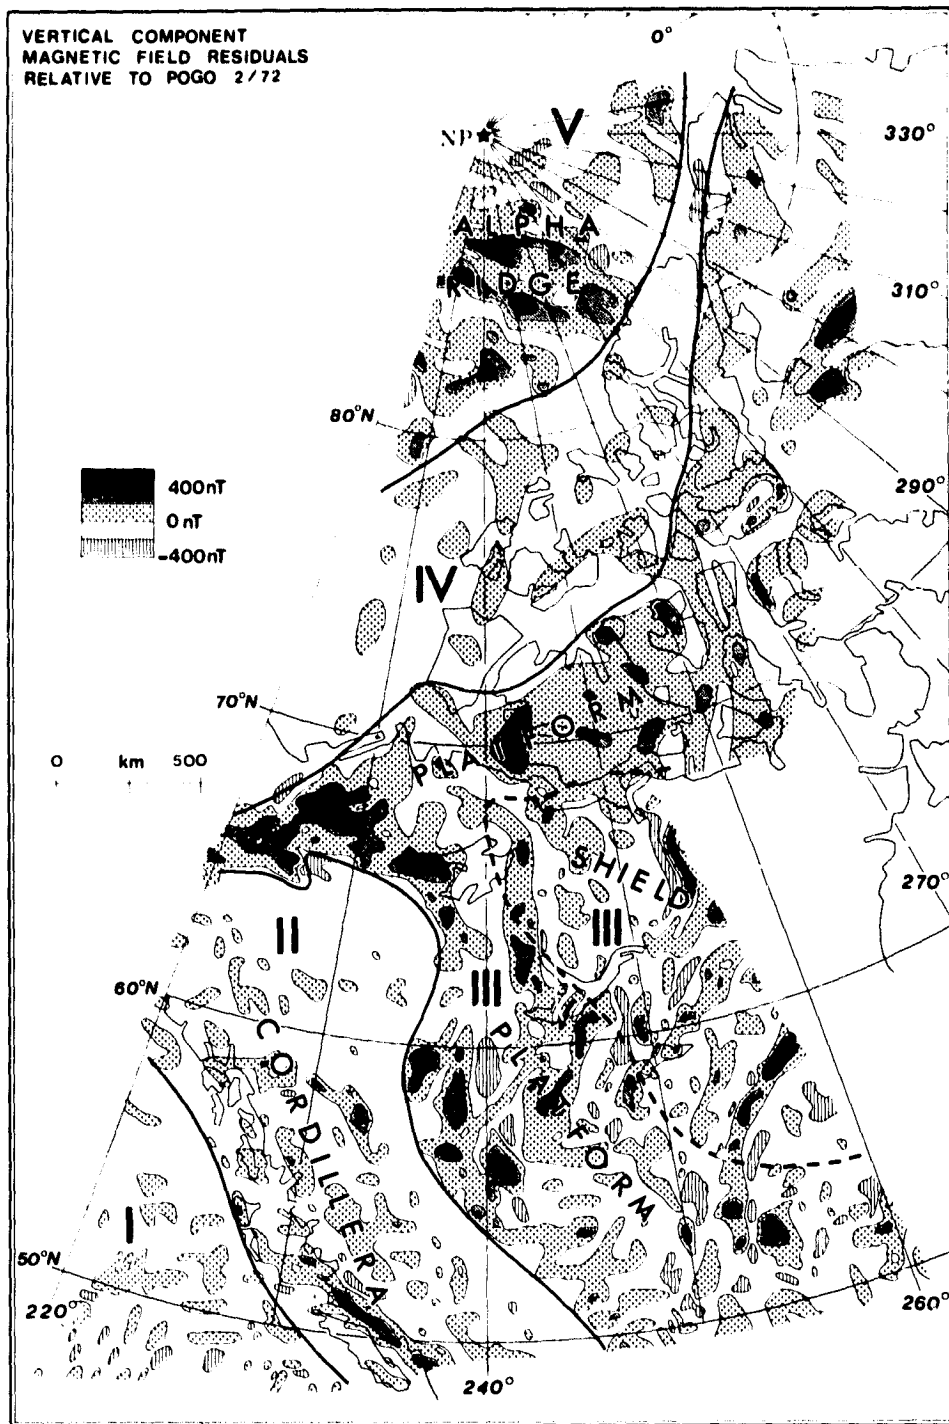 VERTICAL COMPONENT
MAGNETIC FIELD RESIDUALS
RELATIVE TO POGO 2/72
0°
NP
V
330°
ALPHA
RIDGE
310°
80°N
400nT
0nT
-400nT
290°
IV
70°N
PLATFORM
0 km 500
SHIELD
270°
II
III
III
60°N
CORDILLERA
PLATFORM
I
50°N
220°
260°
240°